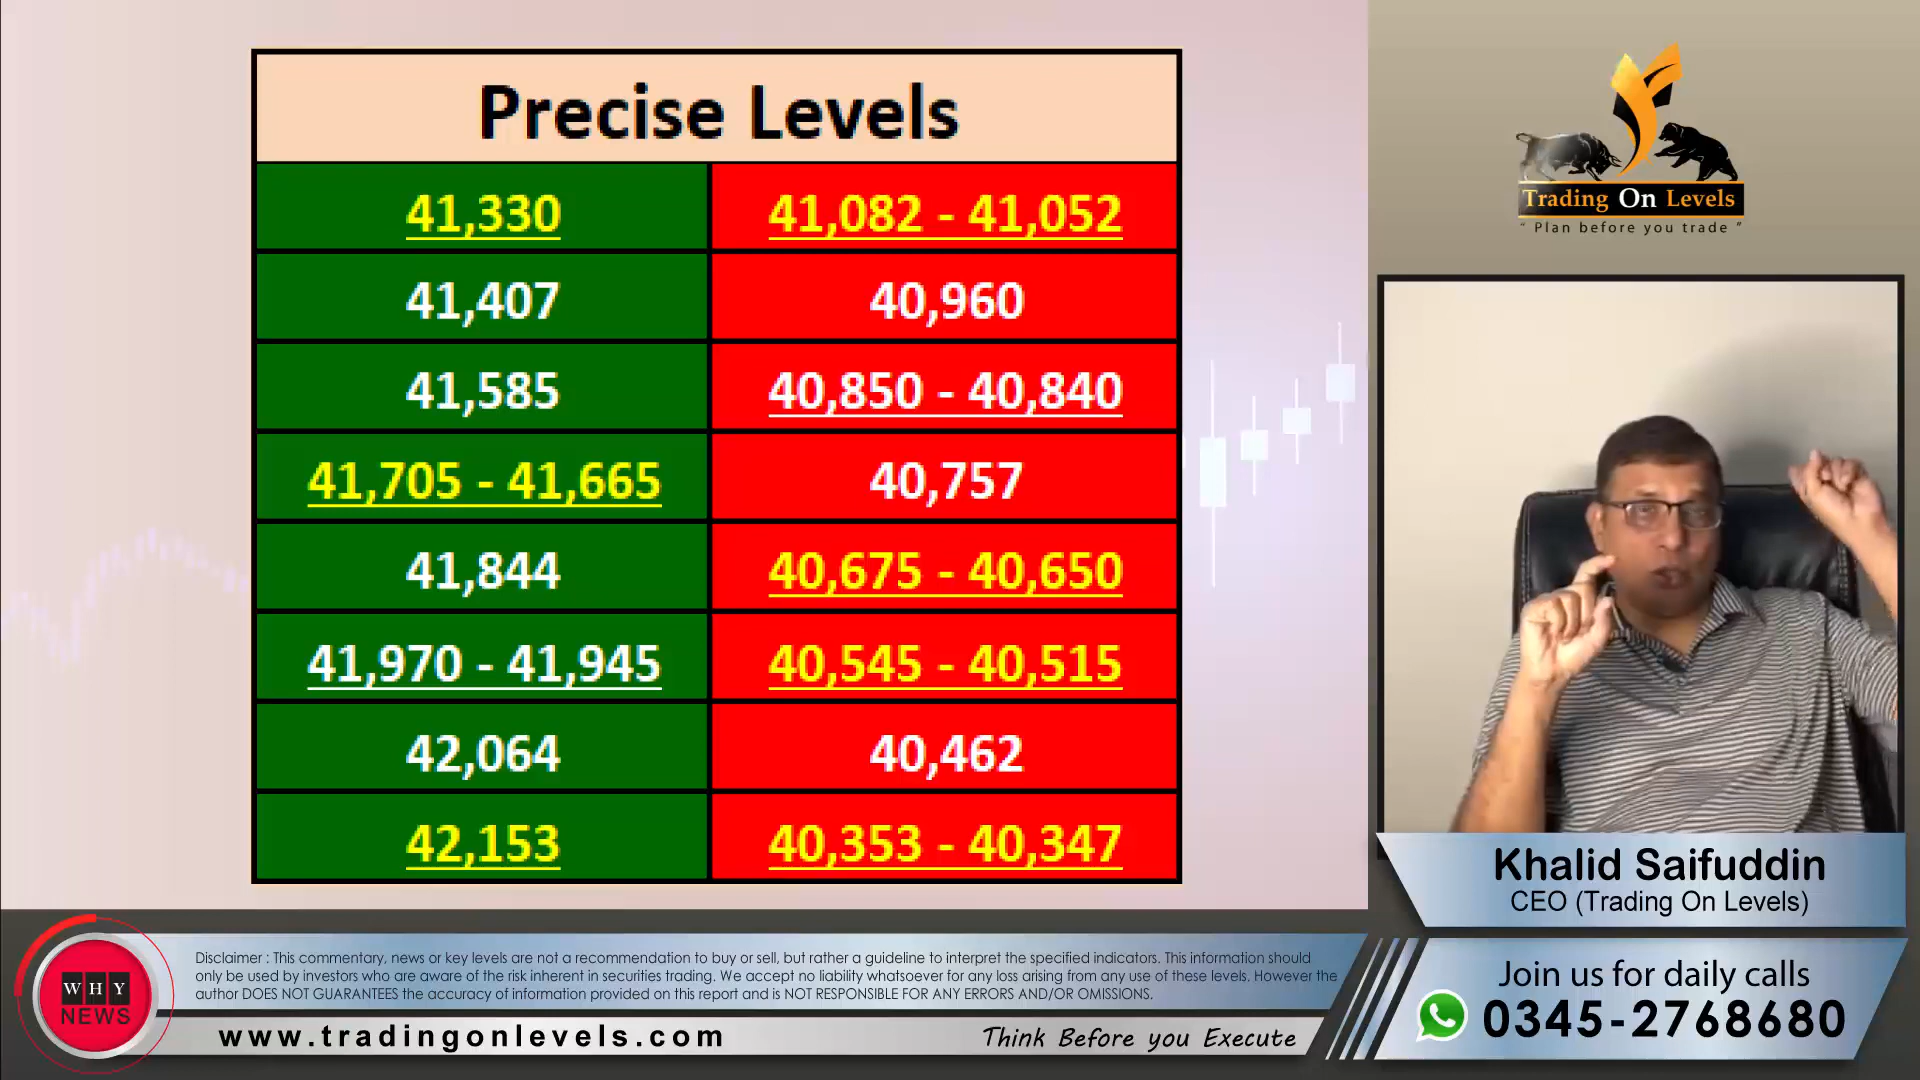 Precise Levels
41,330
41,082 - 41,052
41,407
40,960
41,585
40,850 - 40,840
41,705 - 41,665
40,757
41,844
40,675 - 40,650
41,970 - 41,945
40,545 - 40,515
42,064
40,462
42,153
40,353 - 40,347
Trading On Levels
“ Plan before you trade ”
Khalid Saifuddin
CEO (Trading On Levels)
WHY
NEWS
Disclaimer : This commentary, news or key levels are not a recommendation to buy or sell, but rather a guideline to interpret the specified indicators. This information should
only be used by investors who are aware of the risk inherent in securities trading. We accept no liability whatsoever for any loss arising from any use of these levels. However the
author DOES NOT GUARANTEES the accuracy of information provided on this report and is NOT RESPONSIBLE FOR ANY ERRORS AND/OR OMISSIONS.
www.tradingonlevels.com
Think Before you Execute
Join us for daily calls
0345-2768680